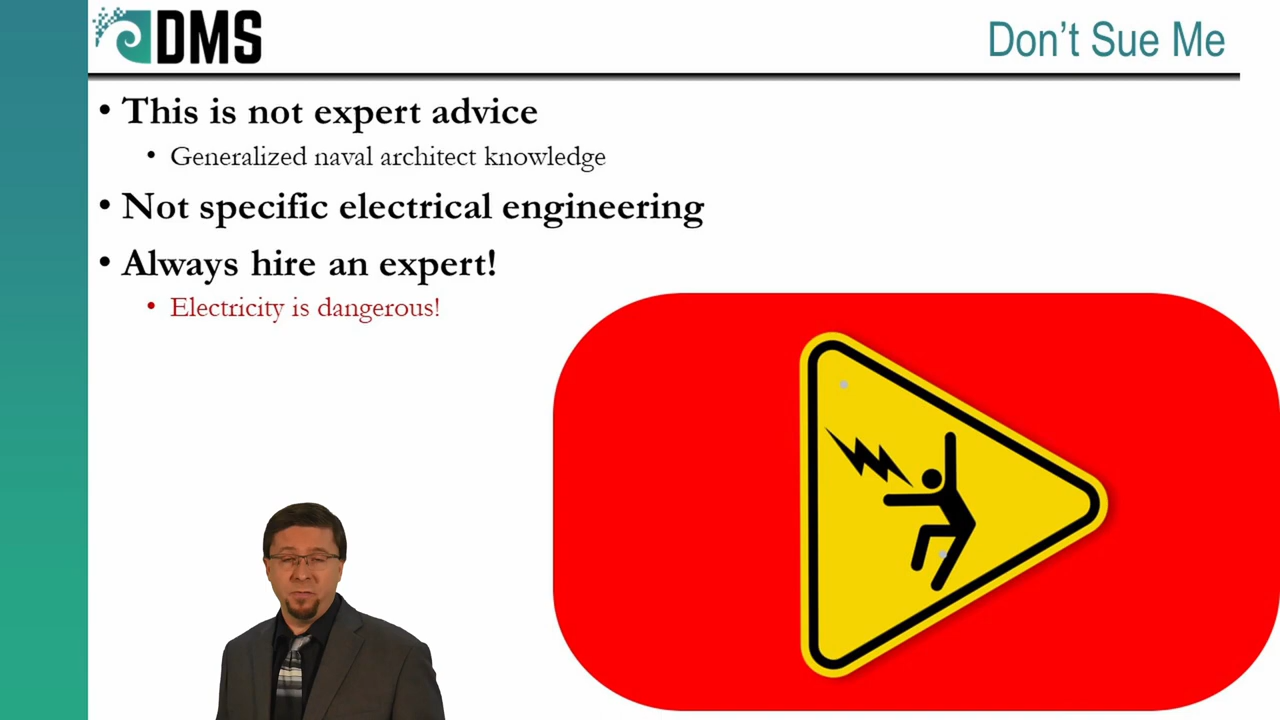 DMS
Don't Sue Me
• This is not expert advice
• Generalized naval architect knowledge
• Not specific electrical engineering
• Always hire an expert!
• Electricity is dangerous!